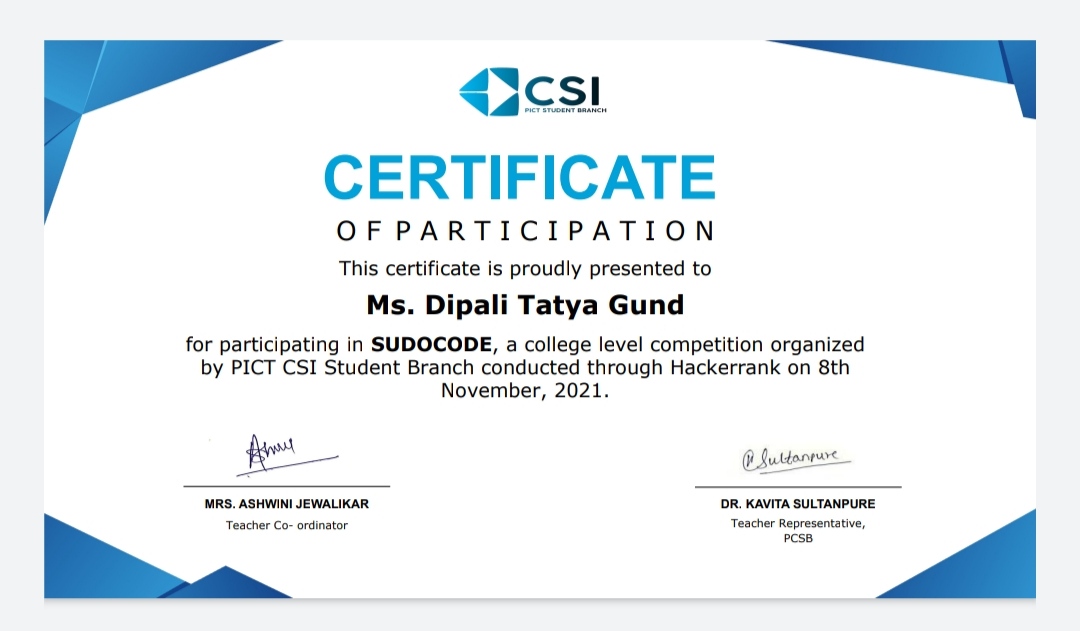 CSI
PICT STUDENT BRANCH
CERTIFICATE
OF PARTICIPATION
This certificate is proudly presented to
Ms. Dipali Tatya Gund
for participating in SUDOCODE, a college level competition organized
by PICT CSI Student Branch conducted through Hackerrank on 8th
November, 2021.
Sultanpure
MRS. ASHWINI JEWALIKAR
Teacher Co- ordinator
DR. KAVITA SULTANPURE
Teacher Representative,
PCSB